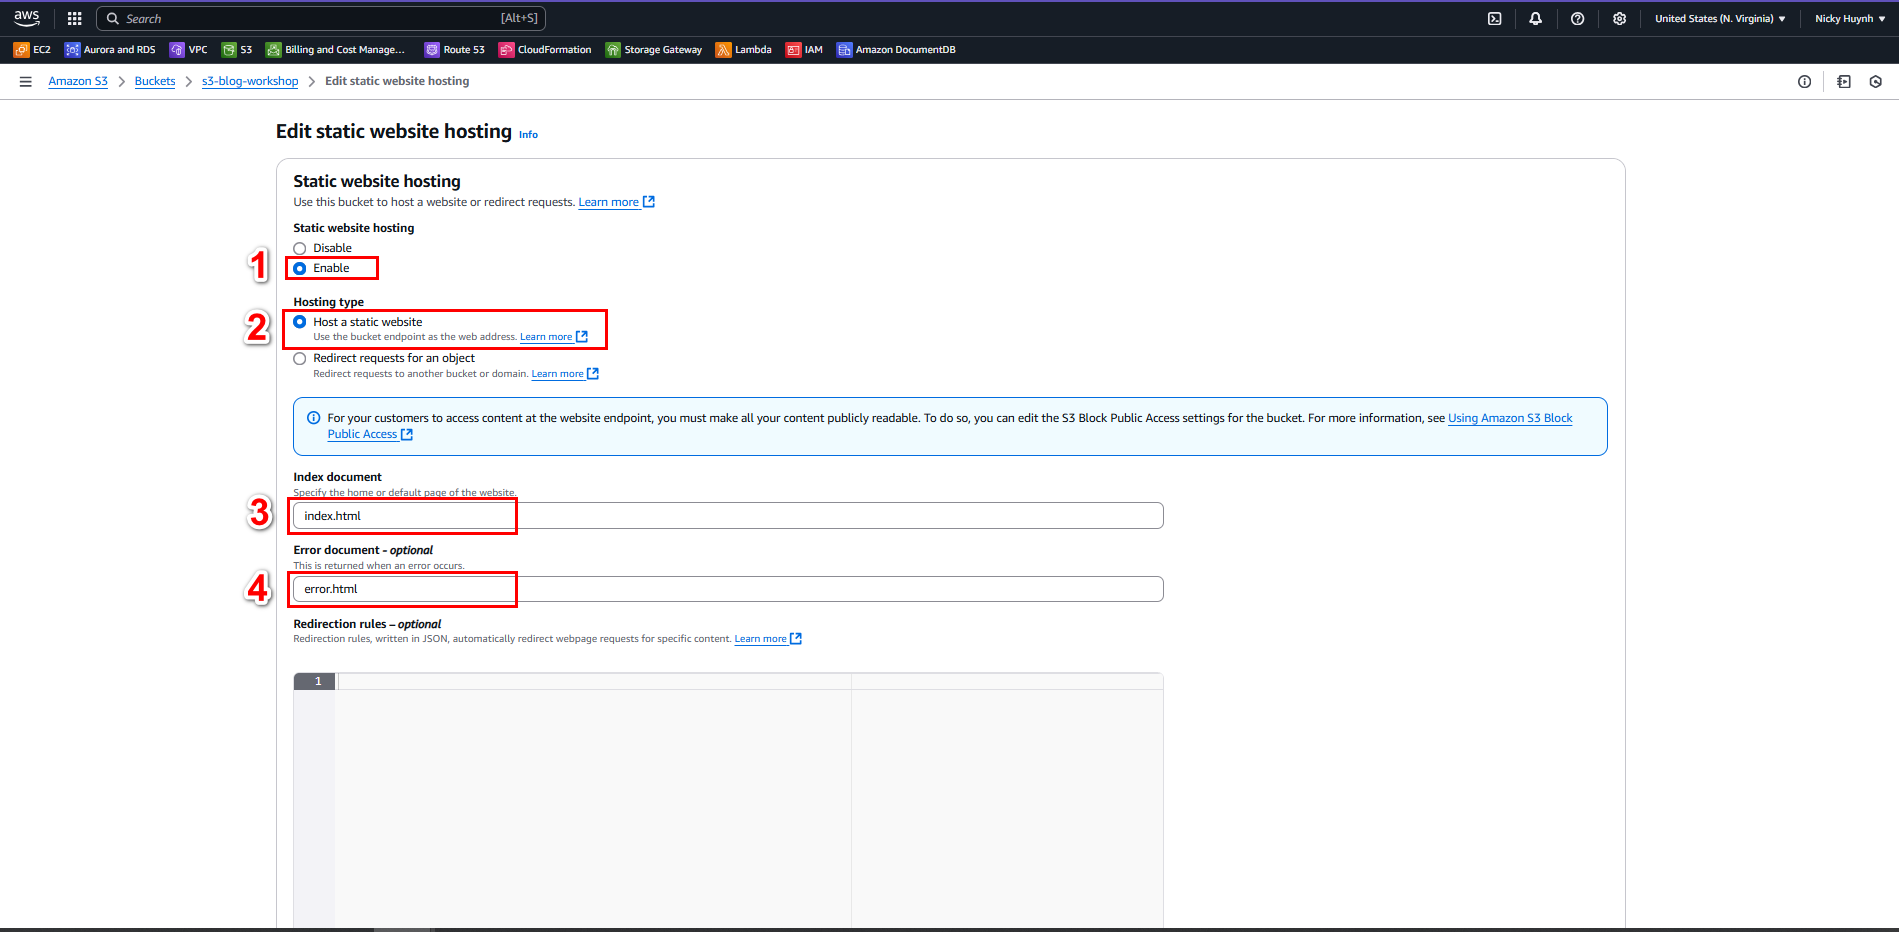 aws Search [Alt+S] United States (N. Virginia) Nicky Huynh
EC2 Aurora and RDS VPC S3 Billing and Cost Manage... Route 53 CloudFormation Storage Gateway Lambda IAM Amazon DocumentDB
Amazon S3 Buckets s3-blog-workshop Edit static website hosting
Edit static website hosting Info
Static website hosting
Use this bucket to host a website or redirect requests. Learn more
Static website hosting
Disable
1 Enable
Hosting type
2 Host a static website
Use the bucket endpoint as the web address. Learn more
Redirect requests for an object
Redirect requests to another bucket or domain. Learn more
For your customers to access content at the website endpoint, you must make all your content publicly readable. To do so, you can edit the S3 Block Public Access settings for the bucket. For more information, see Using Amazon S3 Block
Public Access
Index document
Specify the home or default page of the website.
3 index.html
Error document - optional
This is returned when an error occurs.
4 error.html
Redirection rules – optional
Redirection rules, written in JSON, automatically redirect webpage requests for specific content. Learn more
1